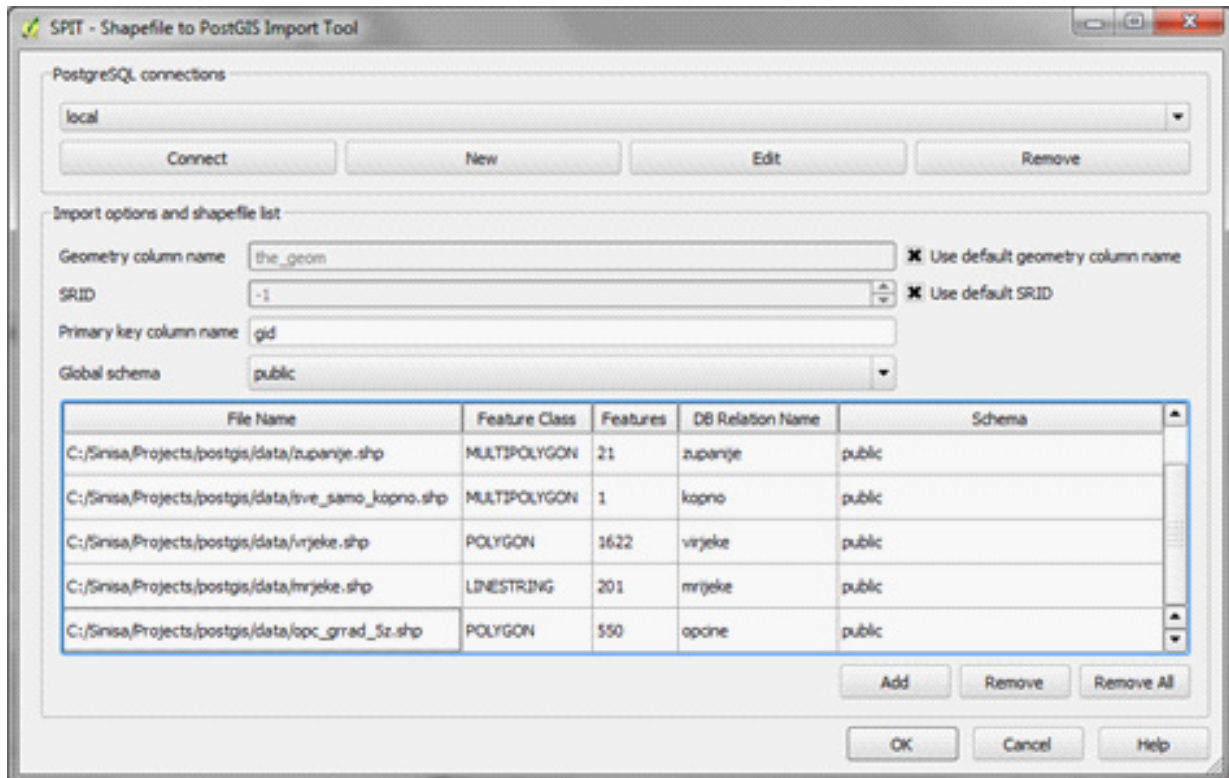 SPIT - Shapefile to PostGIS Import Tool
PostgreSQL connections
local
Connect New Edit Remove
Import options and shapefile list
Geometry column name the_geom Use default geometry column name
SRID -1 Use default SRID
Primary key column name gid
Global schema public
File Name Feature Class Features DB Relation Name Schema
C:/Sinisa/Projects/postgis/data/zupanije.shp MULTIPOLYGON 21 zupanije public
C:/Sinisa/Projects/postgis/data/sve_samo_kopno.shp MULTIPOLYGON 1 kopno public
C:/Sinisa/Projects/postgis/data/vrjeke.shp POLYGON 1622 virjeke public
C:/Sinisa/Projects/postgis/data/mrjeke.shp LINESTRING 201 mrijeke public
C:/Sinisa/Projects/postgis/data/opc_grrad_5z.shp POLYGON 550 opcine public
Add Remove Remove All
OK Cancel Help